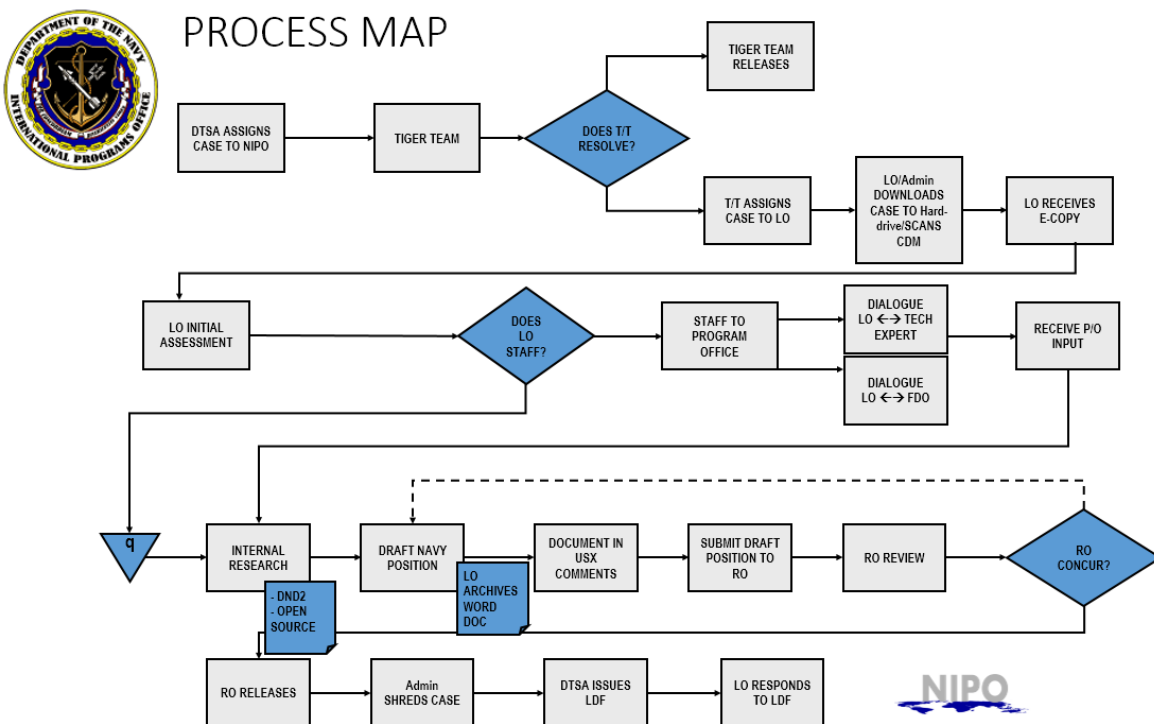 PROCESS MAP
DEPARTMENT OF THE NAVY
INTERNATIONAL PROGRAMS OFFICE
TIGER TEAM
RELEASES
DTSA ASSIGNS
CASE TO NIPO
TIGER TEAM
DOES T/T
RESOLVE?
T/T ASSIGNS
CASE TO LO
LO/Admin
DOWNLOADS
CASE TO Hard-
drive/SCANS
CDM
LO RECEIVES
E-COPY
LO INITIAL
ASSESSMENT
DOES
LO
STAFF?
STAFF TO
PROGRAM
OFFICE
DIALOGUE
LO ←→ TECH
EXPERT
DIALOGUE
LO ←→ FDO
RECEIVE P/O
INPUT
q
INTERNAL
RESEARCH
- DND2
- OPEN
SOURCE
DRAFT NAVY
POSITION
LO
ARCHIVES
WORD
DOC
DOCUMENT IN
USX
COMMENTS
SUBMIT DRAFT
POSITION TO
RO
RO REVIEW
RO
CONCUR?
RO RELEASES
Admin
SHREDS CASE
DTSA ISSUES
LDF
LO RESPONDS
TO LDF
NIPO